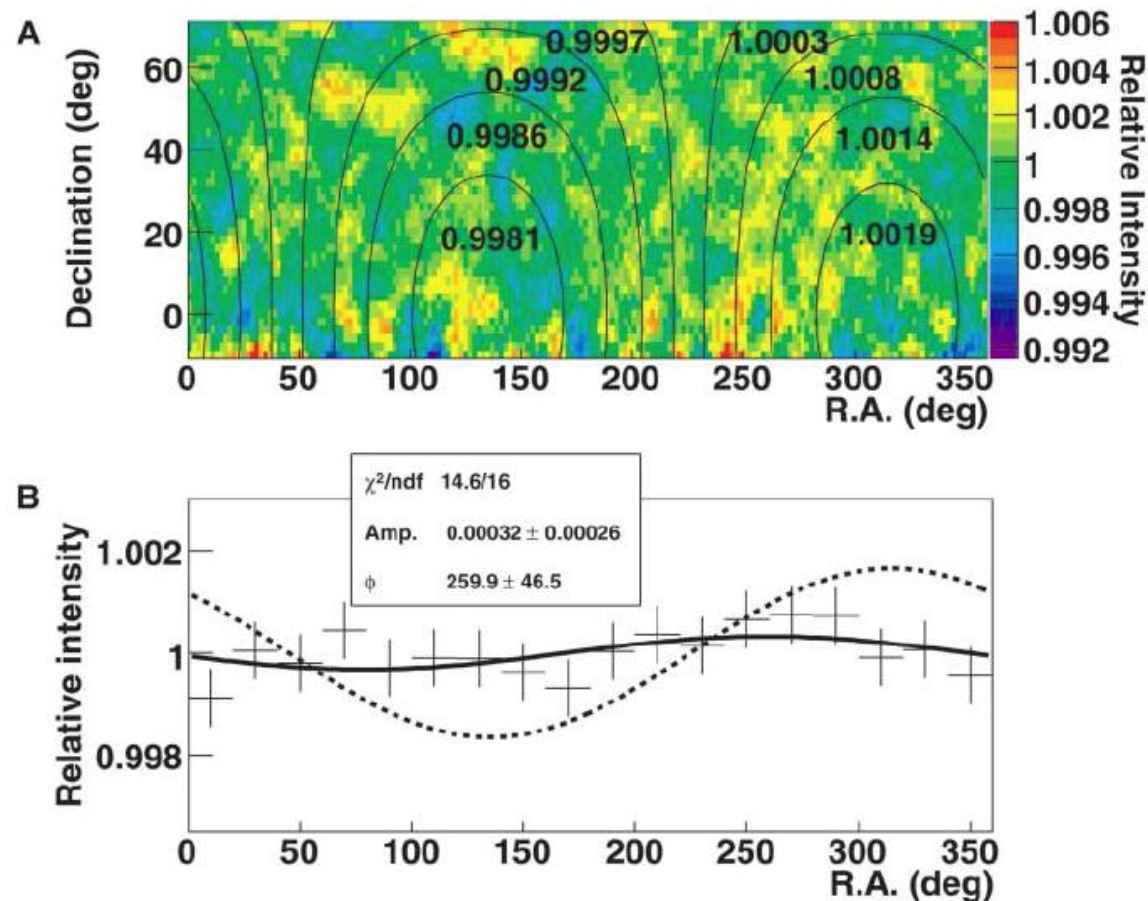 A
Declination (deg)
60
40
20
0
0.9997
0.9992
0.9986
0.9981
1.0003
1.0008
1.0014
1.0019
0 50 100 150 200 250 300 350
R.A. (deg)
1.006
1.004
1.002
1
0.998
0.996
0.994
0.992
Relative Intensity
B
Relative intensity
1.002
1
0.998
χ²/ndf 14.6/16
Amp. 0.00032 ± 0.00026
ϕ 259.9 ± 46.5
0 50 100 150 200 250 300 350
R.A. (deg)